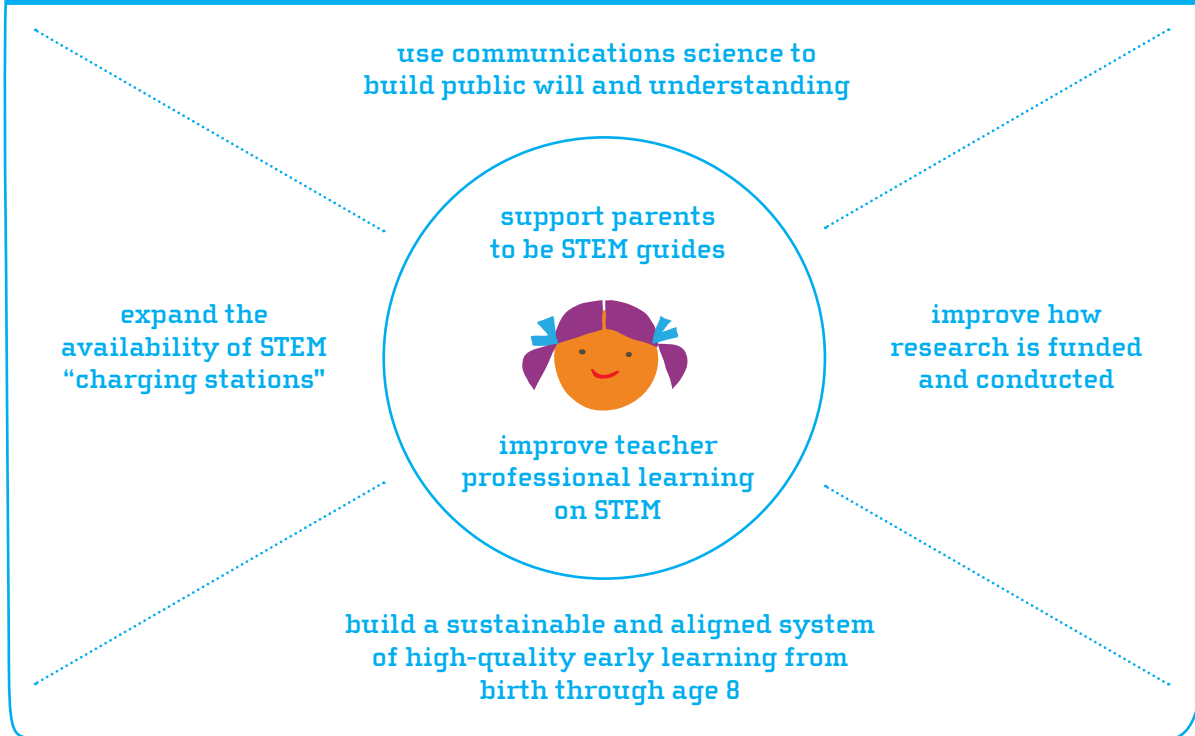 use communications science to
build public will and understanding
support parents
to be STEM guides
expand the
availability of STEM
“charging stations"
improve how
research is funded
and conducted
improve teacher
professional learning
on STEM
build a sustainable and aligned system
of high-quality early learning from
birth through age 8